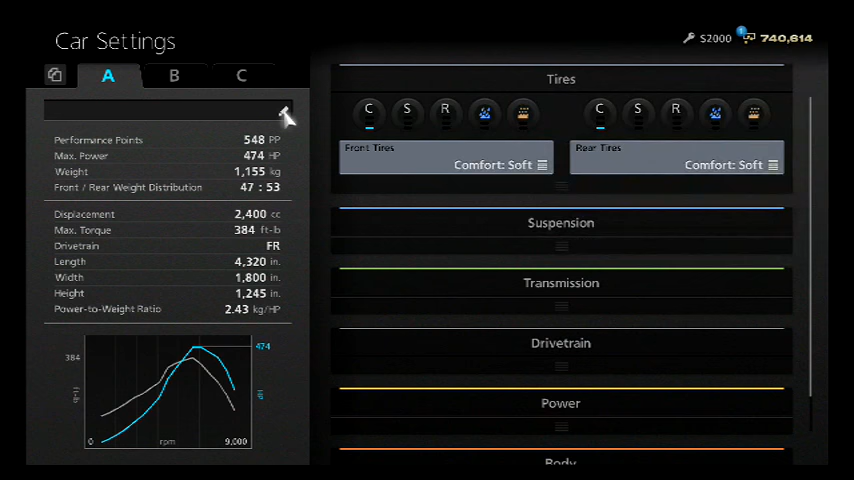 Car Settings
S2000
1
740,614
A
B
C
Performance Points 548 PP
Max. Power 474 HP
Weight 1,155 kg
Front / Rear Weight Distribution 47 : 53
Displacement 2,400 cc
Max. Torque 384 ft-lb
Drivetrain FR
Length 4,320 in.
Width 1,800 in.
Height 1,245 in.
Power-to-Weight Ratio 2.43 kg/HP
474
384
0 rpm 9,000
Tires
C S R C S R
Front Tires Rear Tires
Comfort: Soft Comfort: Soft
Suspension
Transmission
Drivetrain
Power
Body